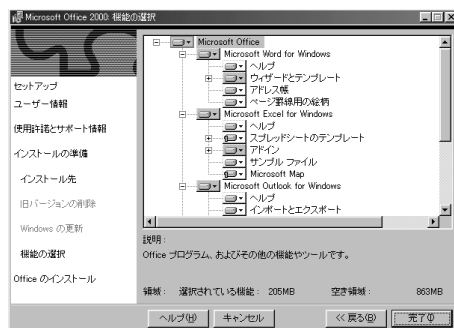 Microsoft Office 2000: 機能の選択
セットアップ
ユーザー情報
使用許諾とサポート情報
インストールの準備
インストール先
旧バージョンの削除
Windows の更新
機能の選択
Office のインストール
Microsoft Office
Microsoft Word for Windows
ヘルプ
ウィザードとテンプレート
アドレス帳
ページ罫線用の絵柄
Microsoft Excel for Windows
ヘルプ
スプレッドシートのテンプレート
アドイン
サンプル ファイル
Microsoft Map
Microsoft Outlook for Windows
ヘルプ
インポートとエクスポート
説明:
Office プログラム、およびその他の機能やツールです。
領域: 選択されている機能: 205MB 空き領域: 863MB
ヘルプ(H) キャンセル << 戻る(B) 完了(I)